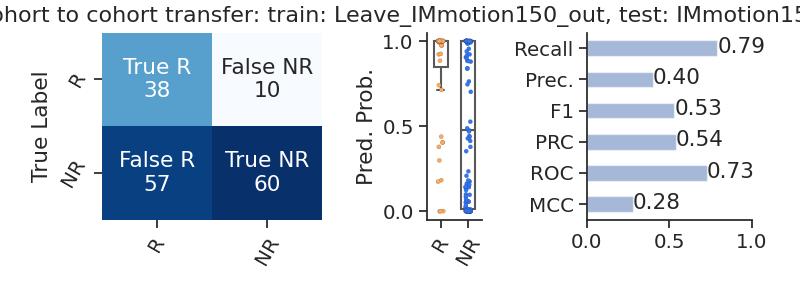 ohort to cohort transfer: train: Leave_IMmotion150_out, test: IMmotion15
True Label
R
NR
True R
38
False NR
10
False R
57
True NR
60
R
NR
Pred. Prob.
1.0
0.5
0.0
R
NR
Recall
0.79
Prec.
0.40
F1
0.53
PRC
0.54
ROC
0.73
MCC
0.28
0.0
0.5
1.0